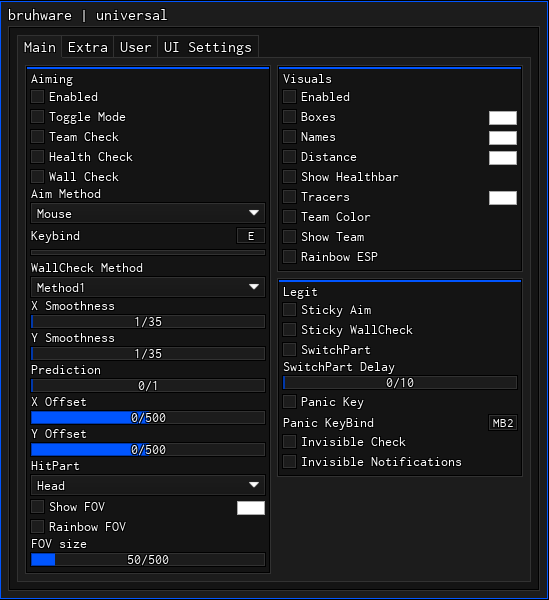 bruhware | universal
Main Extra User UI Settings
Aiming
Enabled
Toggle Mode
Team Check
Health Check
Wall Check
Aim Method
Mouse
Keybind E
WallCheck Method
Method1
X Smoothness
1/35
Y Smoothness
1/35
Prediction
0/1
X Offset
0/500
Y Offset
0/500
HitPart
Head
Show FOV
Rainbow FOV
FOV size
50/500
Visuals
Enabled
Boxes
Names
Distance
Show Healthbar
Tracers
Team Color
Show Team
Rainbow ESP
Legit
Sticky Aim
Sticky WallCheck
SwitchPart
SwitchPart Delay
0/10
Panic Key
Panic KeyBind MB2
Invisible Check
Invisible Notifications